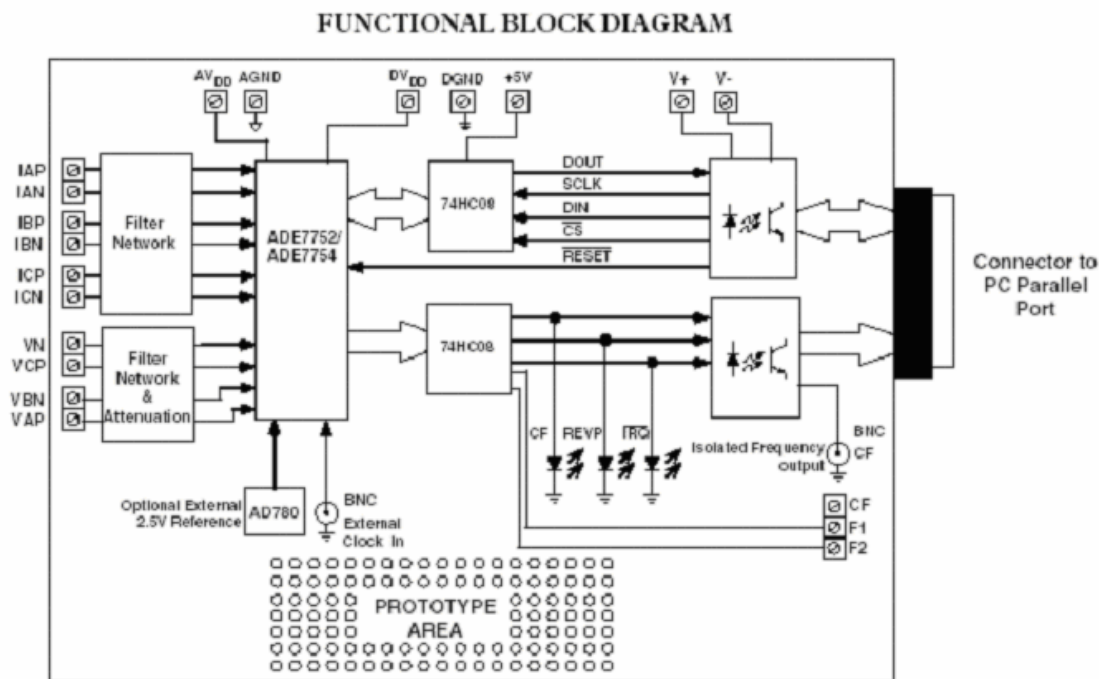 FUNCTIONAL BLOCK DIAGRAM
AVDD
AGND
DVDD
DGND
+5V
V+
V-
IAP
IAN
IBP
IBN
ICP
ICN
Filter
Network
ADE7752/
ADE7754
74HC08
DOUT
SCLK
DIN
CS
RESET
Connector to
PC Parallel
Port
VN
VCP
VBN
VAP
Filter
Network
&
Attenuation
74HC08
CF
REVP
IRQ
Isolated Frequency
output
BNC
CF
Optional External
2.5V Reference
AD780
BNC
External
Clock In
CF
F1
F2
PROTOTYPE
AREA